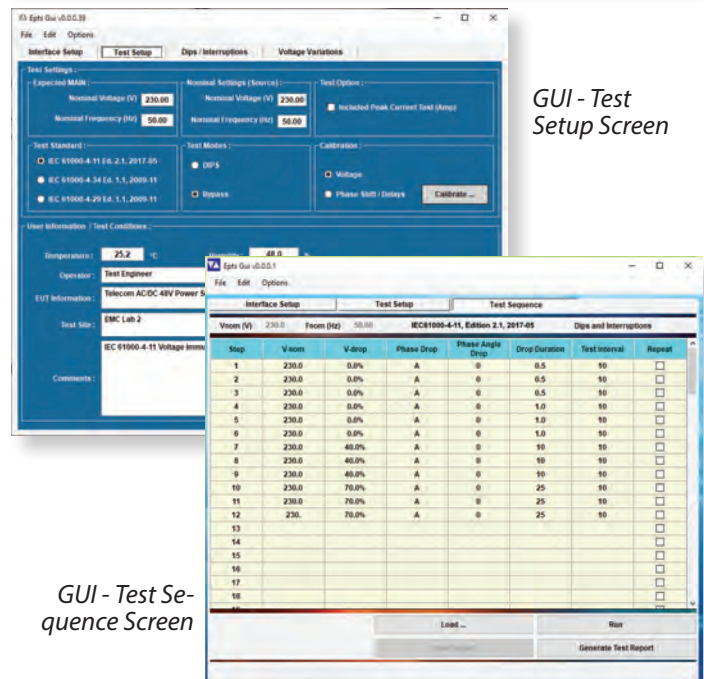 Epts Gui v0.0.0.39
File Edit Options
Interface Setup Test Setup Dips / Interruptions Voltage Variations
Test Settings :
Expected MAIN : Nominal Settings (Source) : Test Option :
Nominal Voltage (V) 230.00 Nominal Voltage (V) 230.00 Included Peak Current Test (Amp)
Nominal Frequency (Hz) 50.00 Nominal Frequency (Hz) 50.00
Test Standard : Test Modes : Calibration :
IEC 61000-4-11 Ed. 2.1, 2017-05 DIPS Voltage
IEC 61000-4-34 Ed. 1.1, 2009-11
IEC 61000-4-29 Ed. 1.1, 2009-11 Bypass Phase Shift / Delays Calibrate ...
User Information / Test Conditions :
Temperature : 25.2 °C 48.0
Operator : Test Engineer
EUT Information : Telecom AC/DC 48V Power S
Test Site : EMC Lab 2
IEC 61000-4-11 Voltage Immu
Comments :
GUI - Test
Setup Screen
Epts Gui v0.0.0.1
File Edit Options
Interface Setup Test Setup Test Sequence
Vnom (V) 230.0 Fnom (Hz) 50.00 IEC61000-4-11, Edition 2.1, 2017-05 Dips and Interruptions
Step V-nom V-drop Phase Drop Phase Angle Drop Drop Duration Test Interval Repeat
1 230.0 0.0% A 0 0.5 10
2 230.0 0.0% A 0 0.5 10
3 230.0 0.0% A 0 0.5 10
4 230.0 0.0% A 0 1.0 10
5 230.0 0.0% A 0 1.0 10
6 230.0 0.0% A 0 1.0 10
7 230.0 40.0% A 0 10 10
8 230.0 40.0% A 0 10 10
9 230.0 40.0% A 0 10 10
10 230.0 70.0% A 0 25 10
11 230.0 70.0% A 0 25 10
12 230. 70.0% A 0 25 10
13
14
15
16
17
18
Load ... Run
Generate Test Report
GUI - Test Se-
quence Screen